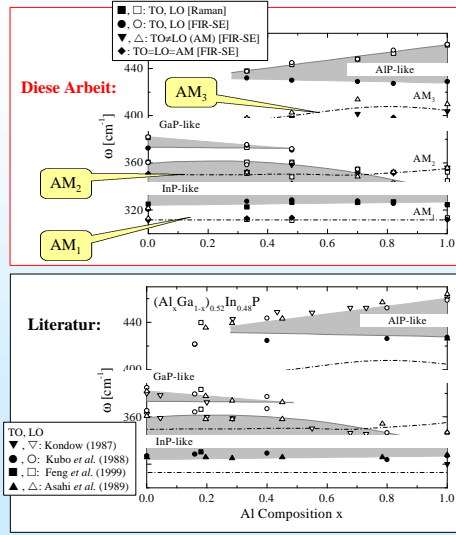 ■, □: TO, LO [Raman]
●, ○: TO, LO [FIR-SE]
▼, △: TO≠LO (AM) [FIR-SE]
◆: TO=LO=AM [FIR-SE]
Diese Arbeit:
ω [cm⁻¹]
440
400
360
320
AlP-like
AM₃
AM₃
GaP-like
AM₂
AM₂
InP-like
AM₁
AM₁
0.0 0.2 0.4 0.6 0.8 1.0
Literatur:
(AlₓGa₁₋ₓ)₀.₅₂In₀.₄₈P
ω [cm⁻¹]
440
400
360
AlP-like
GaP-like
InP-like
0.0 0.2 0.4 0.6 0.8 1.0
Al Composition x
TO, LO
▼, ▽: Kondow (1987)
●, ○: Kubo et al. (1988)
■, □: Feng et al. (1999)
▲, △: Asahi et al. (1989)